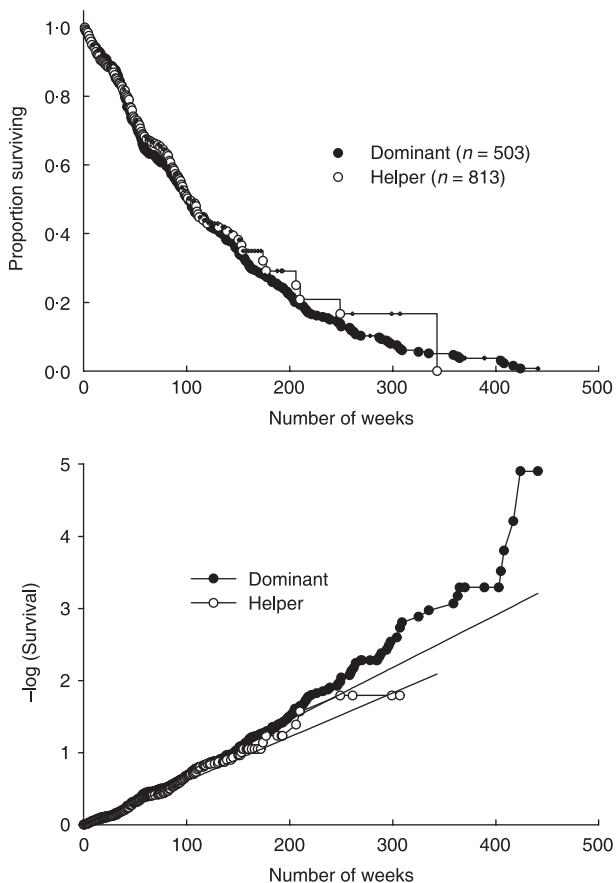 1·0
0·8
0·6
0·4
0·2
0·0
Proportion surviving
Dominant (n = 503)
Helper (n = 813)
0 100 200 300 400 500
Number of weeks
5
4
3
2
1
0
–log (Survival)
Dominant
Helper
0 100 200 300 400 500
Number of weeks